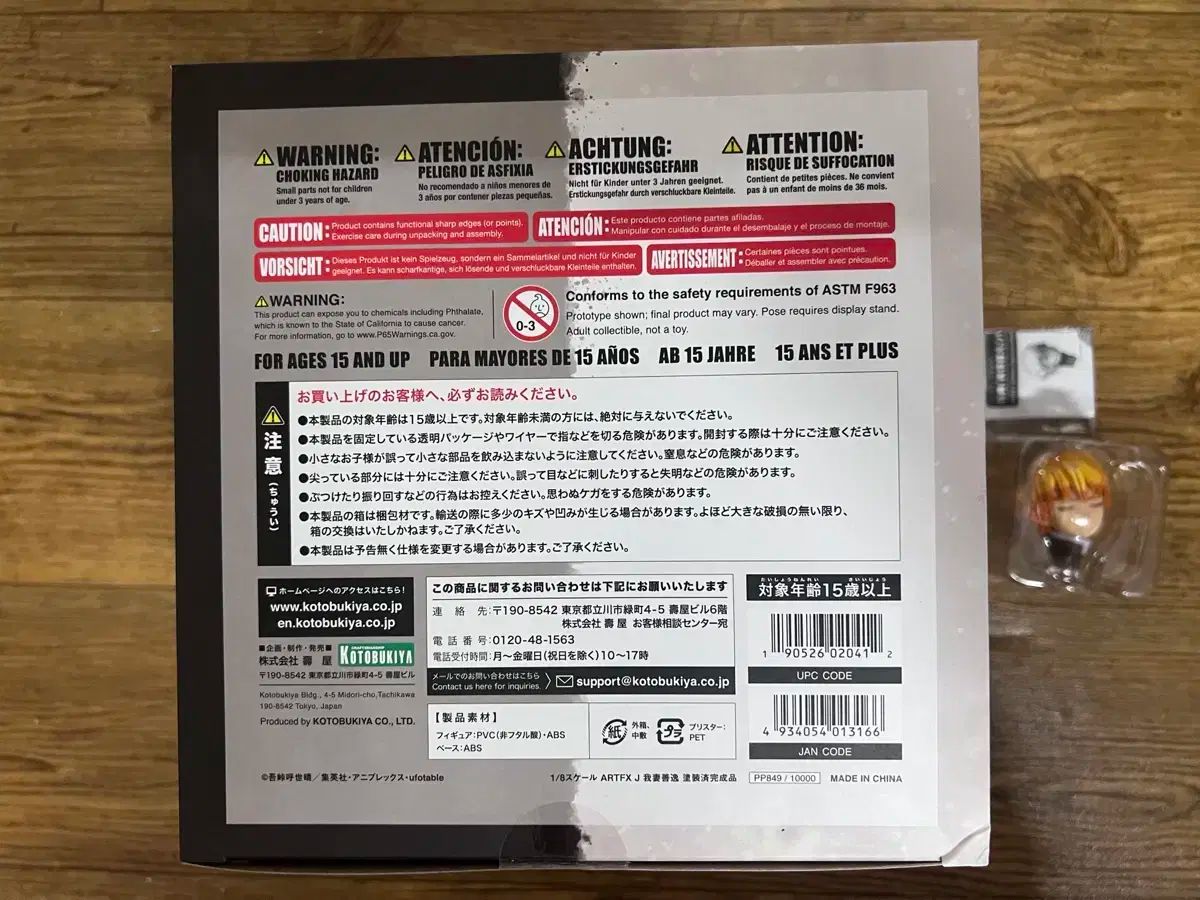 WARNING:
CHOKING HAZARD
Small parts not for children
under 3 years of age.
ATENCIÓN:
PELIGRO DE ASFIXIA
No recomendado a niños menores de
3 años por contener piezas pequeñas.
ACHTUNG:
ERSTICKUNGSGEFAHR
Nicht für Kinder unter 3 Jahren geeignet.
Erstickungsgefahr durch verschluckbare Kleinteile.
ATTENTION:
RISQUE DE SUFFOCATION
Contient de petites pièces. Ne convient
pas à un enfant de moins de 36 mois.
CAUTION: Product contains functional sharp edges (or points).
Exercise care during unpacking and assembly.
ATENCIÓN: Este producto contiene partes afiladas.
Manipular con cuidado durante el desembalaje y el proceso de montaje.
VORSICHT: Dieses Produkt ist kein Spielzeug, sondern ein Sammelartikel und nicht für Kinder
geeignet. Es kann scharfkantige, sich lösende und verschluckbare Kleinteile enthalten.
AVERTISSEMENT: Certaines pièces sont pointues.
Déballer et assembler avec précaution.
WARNING:
This product can expose you to chemicals including Phthalate,
which is known to the State of California to cause cancer.
For more information, go to www.P65Warnings.ca.gov.
0-3
Conforms to the safety requirements of ASTM F963
Prototype shown; final product may vary. Pose requires display stand.
Adult collectible, not a toy.
FOR AGES 15 AND UP PARA MAYORES DE 15 AÑOS AB 15 JAHRE 15 ANS ET PLUS
注意(ちゅうい)
お買い上げのお客様へ、必ずお読みください。
●本製品の対象年齢は15歳以上です。対象年齢未満の方には、絶対に与えないでください。
●本製品を固定している透明パッケージやワイヤーで指などを切る危険があります。開封する際は十分にご注意ください。
●小さなお子様が誤って小さな部品を飲み込まないように注意してください。窒息などの危険があります。
●尖っている部分には十分にご注意ください。誤って目などに刺したりすると失明などの危険があります。
●ぶつけたり振り回すなどの行為はお控えください。思わぬケガをする危険があります。
●本製品の箱は梱包材です。輸送の際に多少のキズや凹みが生じる場合があります。よほど大きな破損の無い限り、
箱の交換はいたしかねます。ご了承ください。
●本製品は予告無く仕様を変更する場合があります。ご了承ください。
ホームページへのアクセスはこちら!
www.kotobukiya.co.jp
en.kotobukiya.co.jp
■企画・制作・発売■
株式会社 壽 屋
KOTOBUKIYA
〒190-8542 東京都立川市緑町4-5 壽屋ビル
Kotobukiya Bldg., 4-5 Midori-cho,Tachikawa
190-8542 Tokyo, Japan
Produced by KOTOBUKIYA CO., LTD.
この商品に関するお問い合わせは下記にお願いいたします
連絡先:〒190-8542 東京都立川市緑町4-5 壽屋ビル6階
株式会社 壽 屋 お客様相談センター宛
電話番号:0120-48-1563
電話受付時間:月～金曜日(祝日を除く)10～17時
メールでのお問い合わせはこちら
Contact us here for inquiries.
support@kotobukiya.co.jp
【製品素材】
フィギュア:PVC(非フタル酸)・ABS
ベース:ABS
紙
外箱、
中敷
プラ
ブリスター:
PET
たいしょうねんれい さいいじょう
対象年齢15歳以上
1 90526 02041 2
UPC CODE
4 934054 013166
JAN CODE
©吾峠呼世晴／集英社・アニプレックス・ufotable
1/8スケール ARTFX J 我妻善逸 塗装済完成品
PP849 / 10000
MADE IN CHINA